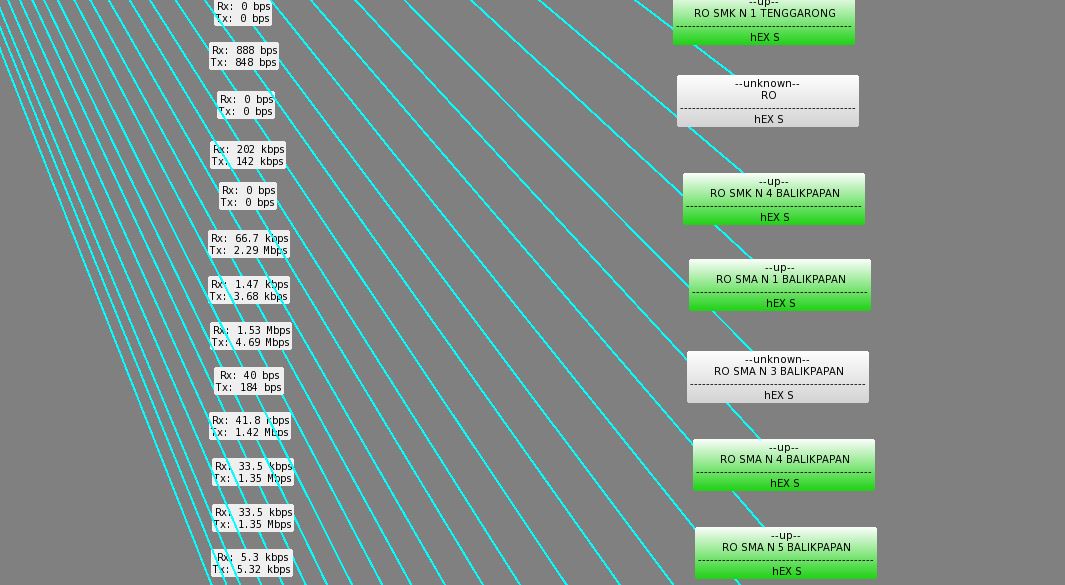 Rx: 0 bps
Tx: 0 bps
Rx: 888 bps
Tx: 848 bps
Rx: 0 bps
Tx: 0 bps
Rx: 202 kbps
Tx: 142 kbps
Rx: 0 bps
Tx: 0 bps
Rx: 66.7 kbps
Tx: 2.29 Mbps
Rx: 1.47 kbps
Tx: 3.68 kbps
Rx: 1.53 Mbps
Tx: 4.69 Mbps
Rx: 40 bps
Tx: 184 bps
Rx: 41.8 kbps
Tx: 1.42 Mbps
Rx: 33.5 kbps
Tx: 1.35 Mbps
Rx: 33.5 kbps
Tx: 1.35 Mbps
Rx: 5.3 kbps
Tx: 5.32 kbps
--up--
RO SMK N 1 TENGGARONG
hEX S
--unknown--
RO
hEX S
--up--
RO SMK N 4 BALIKPAPAN
hEX S
--up--
RO SMA N 1 BALIKPAPAN
hEX S
--unknown--
RO SMA N 3 BALIKPAPAN
hEX S
--up--
RO SMA N 4 BALIKPAPAN
hEX S
--up--
RO SMA N 5 BALIKPAPAN
hEX S